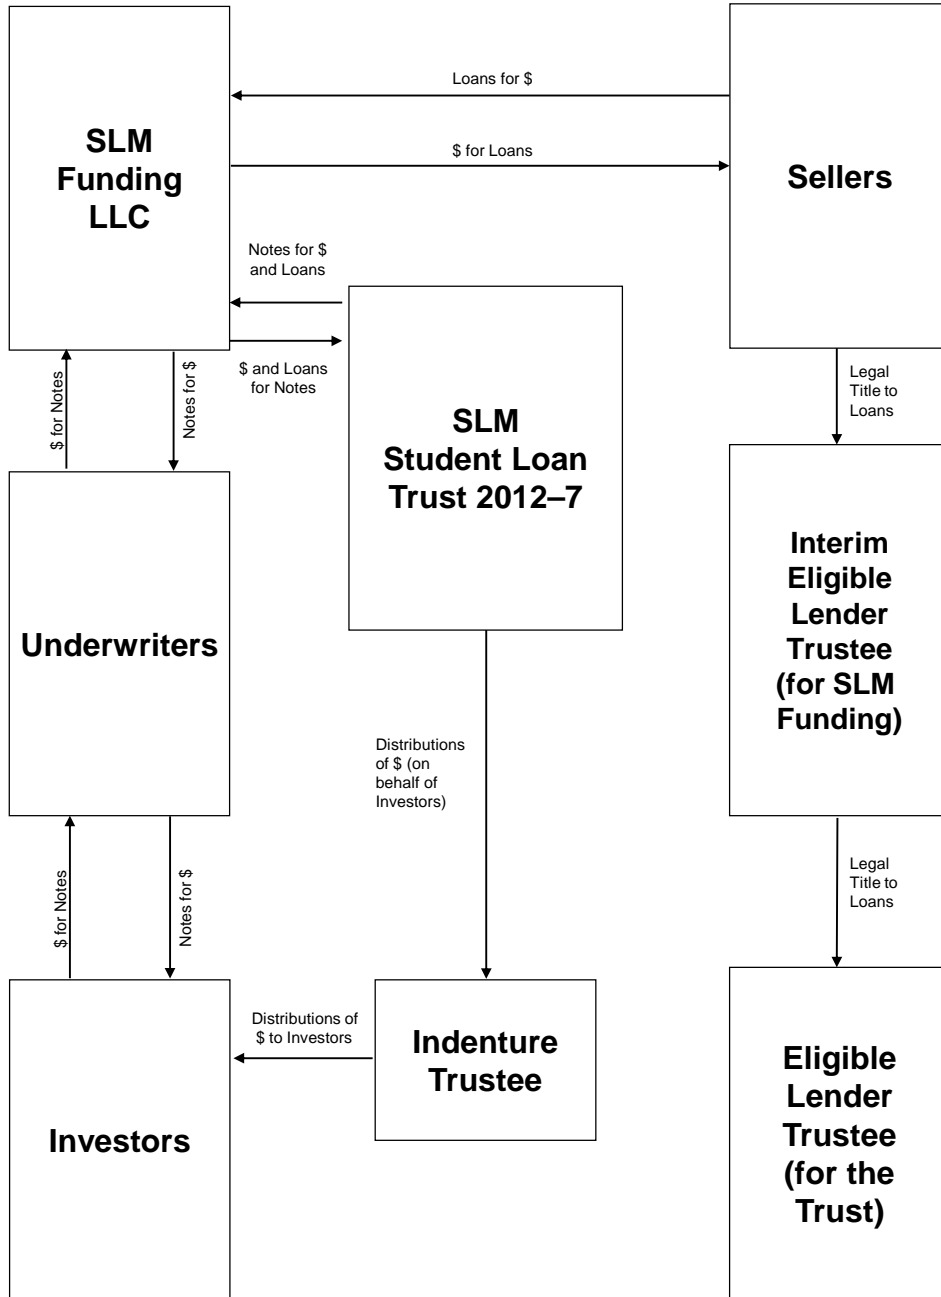 Loans for $
SLM
Funding
LLC
$ for Loans
Sellers
Notes for $
and Loans
$ and Loans
for Notes
$ for Notes
Notes for $
Legal
Title to
Loans
SLM
Student Loan
Trust 2012–7
Underwriters
Interim
Eligible
Lender
Trustee
(for SLM
Funding)
Distributions
of $ (on
behalf of
Investors)
$ for Notes
Notes for $
Legal
Title to
Loans
Distributions of
$ to Investors
Indenture
Trustee
Investors
Eligible
Lender
Trustee
(for the
Trust)